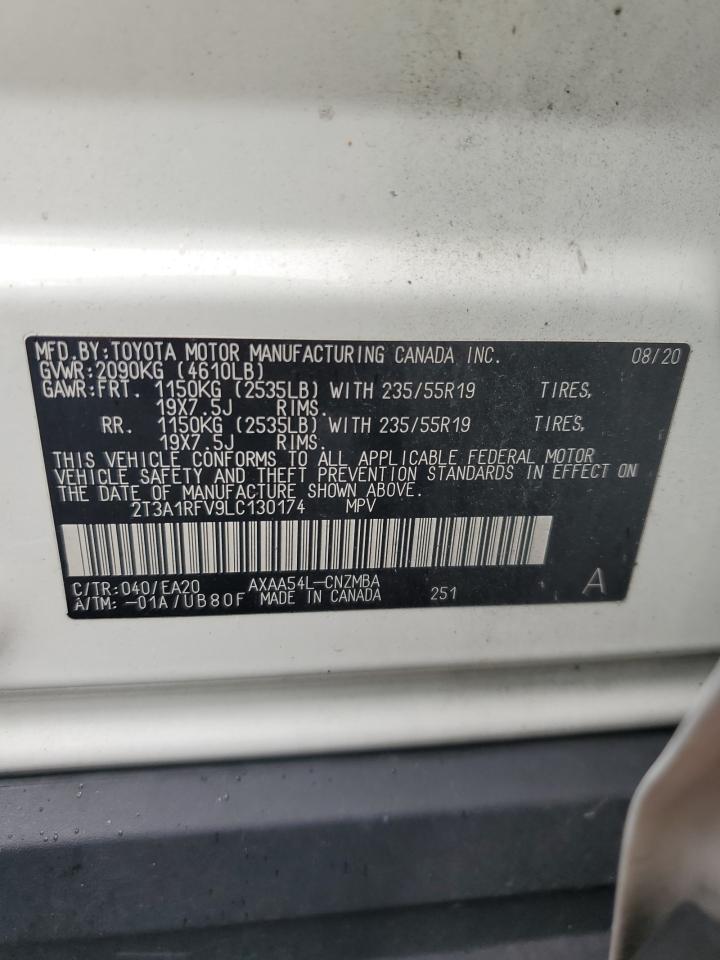 MFD.BY:TOYOTA MOTOR MANUFACTURING CANADA INC. 08/20
GVWR:2090KG (4610LB)
GAWR:FRT. 1150KG (2535LB) WITH 235/55R19 TIRES,
19X7.5J RIMS.
RR. 1150KG (2535LB) WITH 235/55R19 TIRES,
19X7.5J RIMS.
THIS VEHICLE CONFORMS TO ALL APPLICABLE FEDERAL MOTOR
VEHICLE SAFETY AND THEFT PREVENTION STANDARDS IN EFFECT ON
THE DATE OF MANUFACTURE SHOWN ABOVE.
2T3A1RFV9LC130174 MPV
C/TR:040/EA20 AXAA54L-CNZMBA A
A/TM:-01A/UB80F MADE IN CANADA 251